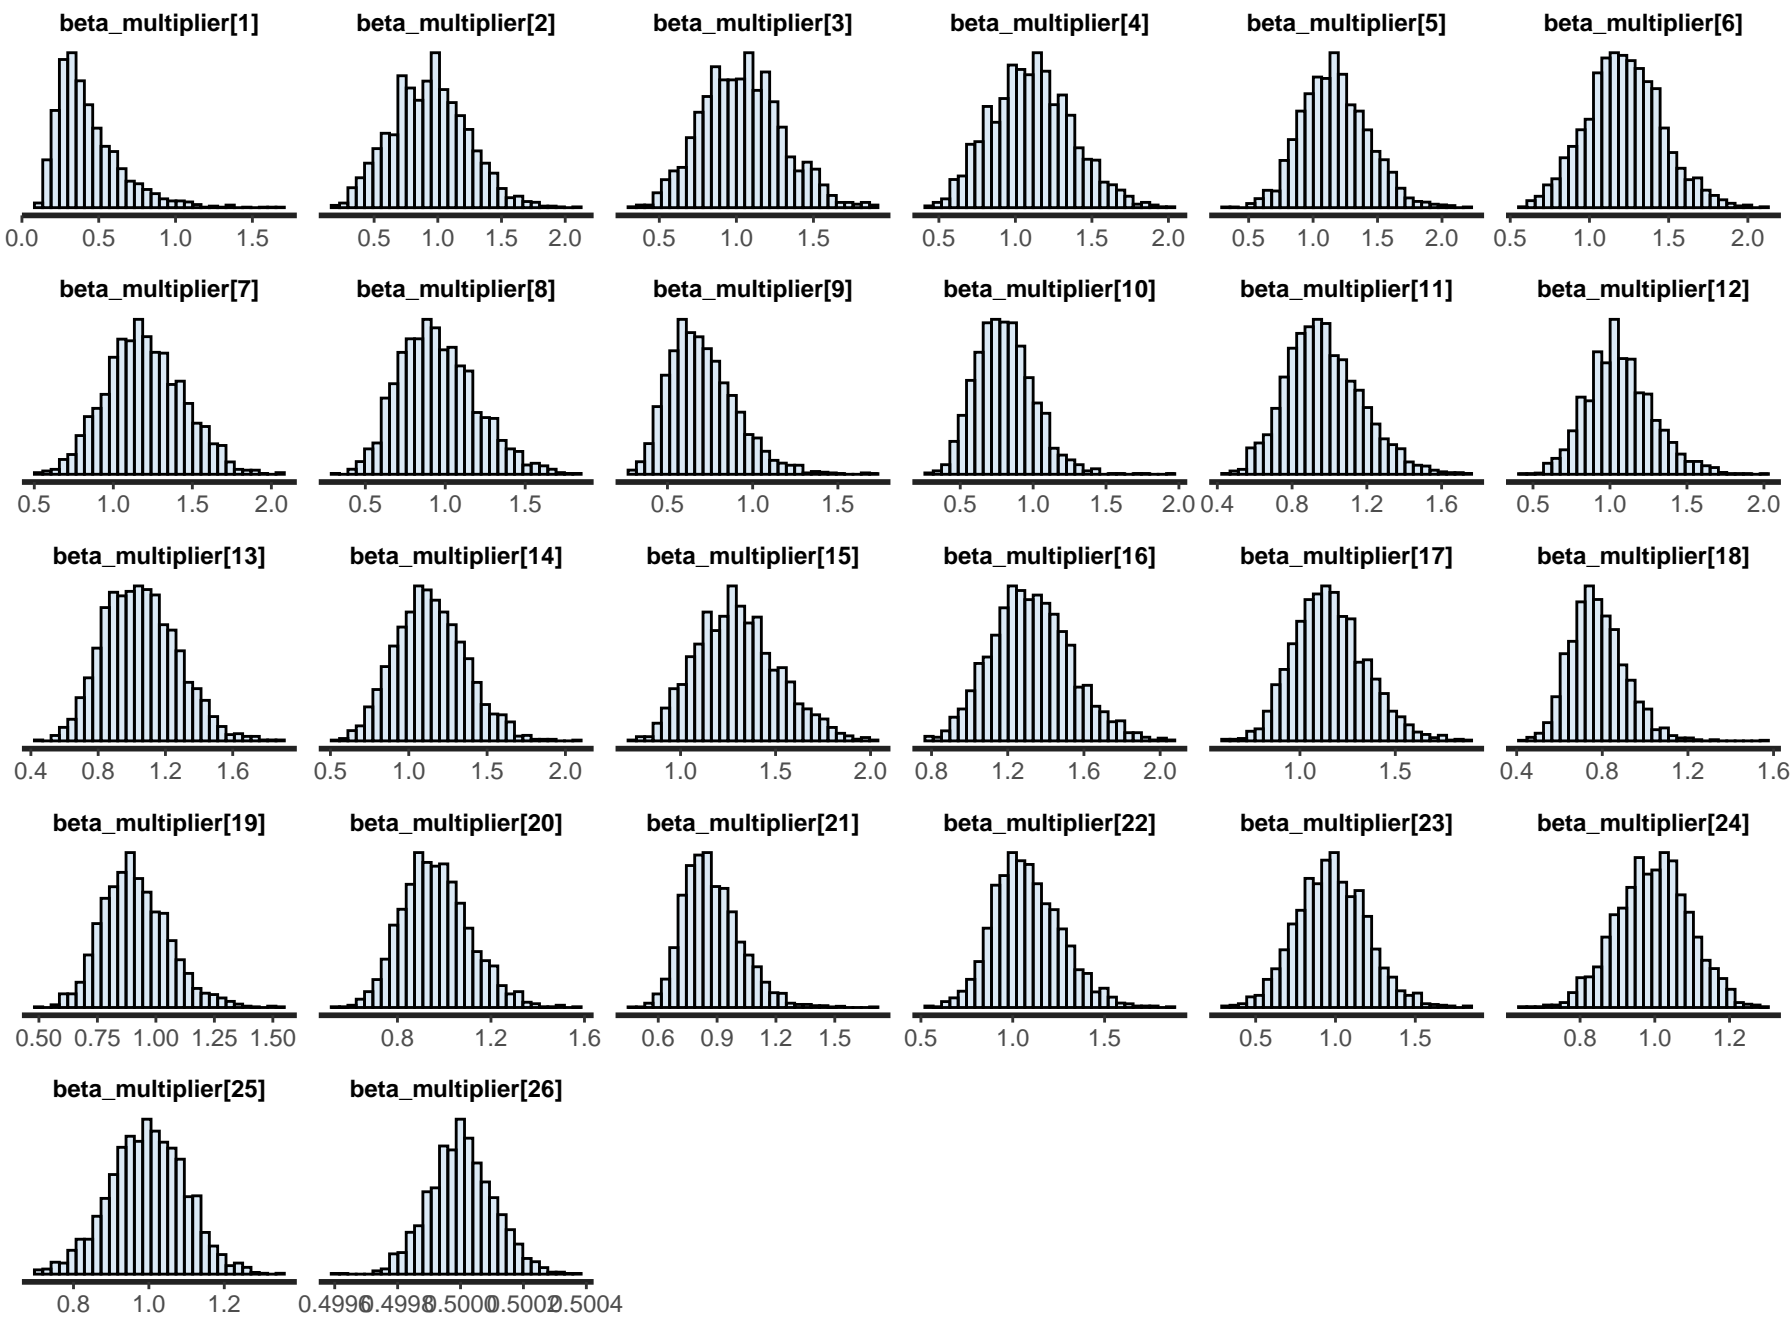 beta_multiplier[1] beta_multiplier[2] beta_multiplier[3] beta_multiplier[4] beta_multiplier[5] beta_multiplier[6]
0.0 0.5 1.0 1.5 0.5 1.0 1.5 2.0 0.5 1.0 1.5 0.5 1.0 1.5 2.0 0.5 1.0 1.5 2.0 0.5 1.0 1.5 2.0
beta_multiplier[7] beta_multiplier[8] beta_multiplier[9] beta_multiplier[10] beta_multiplier[11] beta_multiplier[12]
0.5 1.0 1.5 2.0 0.5 1.0 1.5 0.5 1.0 1.5 0.5 1.0 1.5 2.0 0.4 0.8 1.2 1.6 0.5 1.0 1.5 2.0
beta_multiplier[13] beta_multiplier[14] beta_multiplier[15] beta_multiplier[16] beta_multiplier[17] beta_multiplier[18]
0.4 0.8 1.2 1.6 0.5 1.0 1.5 2.0 1.0 1.5 2.0 0.8 1.2 1.6 2.0 1.0 1.5 0.4 0.8 1.2 1.6
beta_multiplier[19] beta_multiplier[20] beta_multiplier[21] beta_multiplier[22] beta_multiplier[23] beta_multiplier[24]
0.50 0.75 1.00 1.25 1.50 0.8 1.2 1.6 0.6 0.9 1.2 1.5 0.5 1.0 1.5 0.5 1.0 1.5 0.8 1.0 1.2
beta_multiplier[25] beta_multiplier[26]
0.8 1.0 1.2 0.4996 0.4998 0.5000 0.5002 0.5004